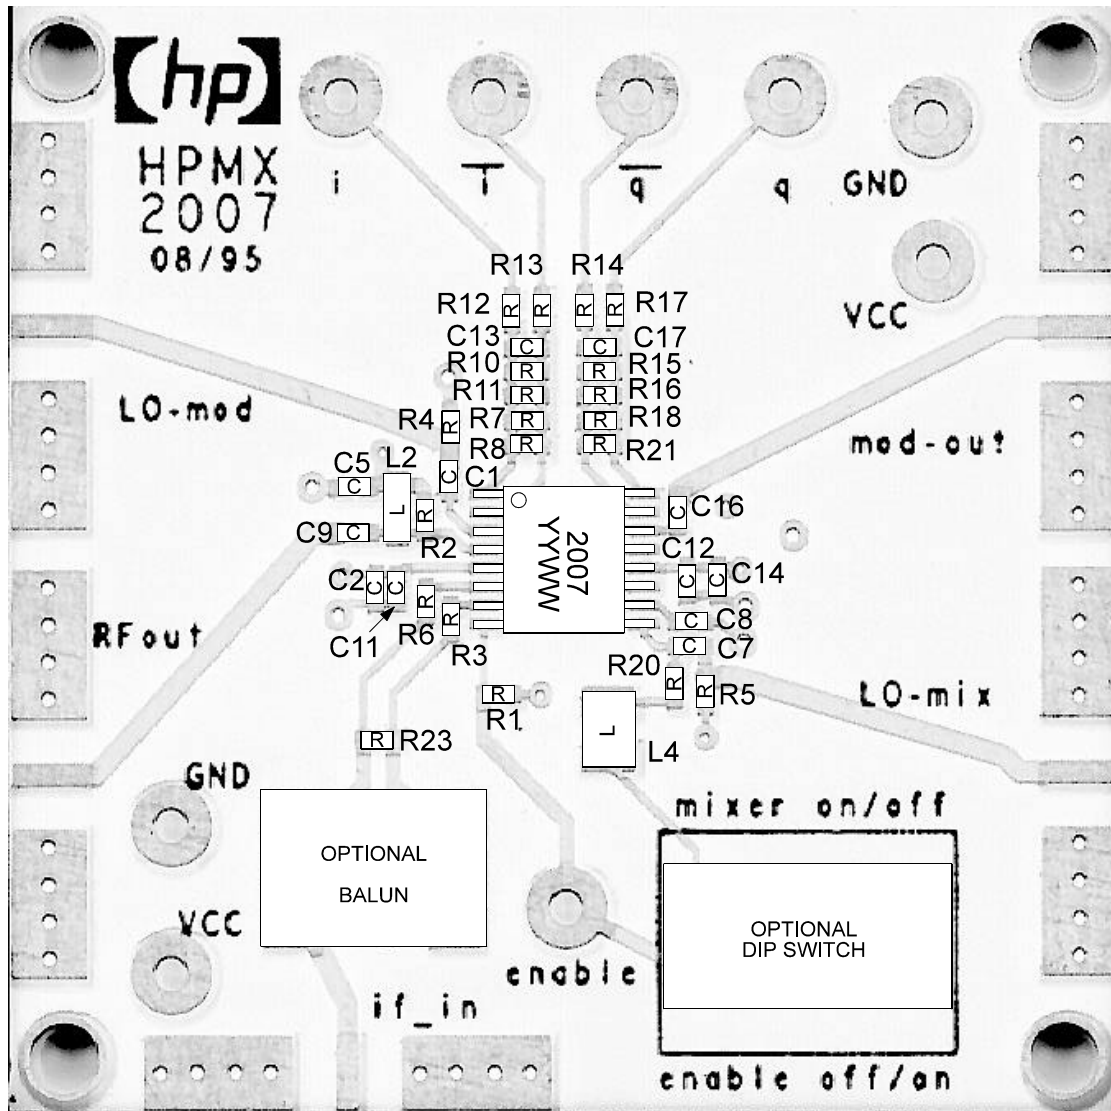 hp
HPMX
2007
08/95
i
i
q
q
GND
VCC
R13 R14
R12 R R R R R17
C13 C C C17
R10 R R R15
R11 R R R16
R4 R R7 R R R18
R8 R R R21
LO-mod
mod-out
C5 C L2 C C1
L
C9 C R R2
2007
YYWW
C C16
C12
C2 C C
C11
C C C14
R6 R
R R3
C C8
C C7
RFout
R20 R R R5
LO-mix
R
R1
R R23
L
L4
GND
mixer on/off
OPTIONAL
BALUN
VCC
OPTIONAL
DIP SWITCH
enable
if_in
enable off/on